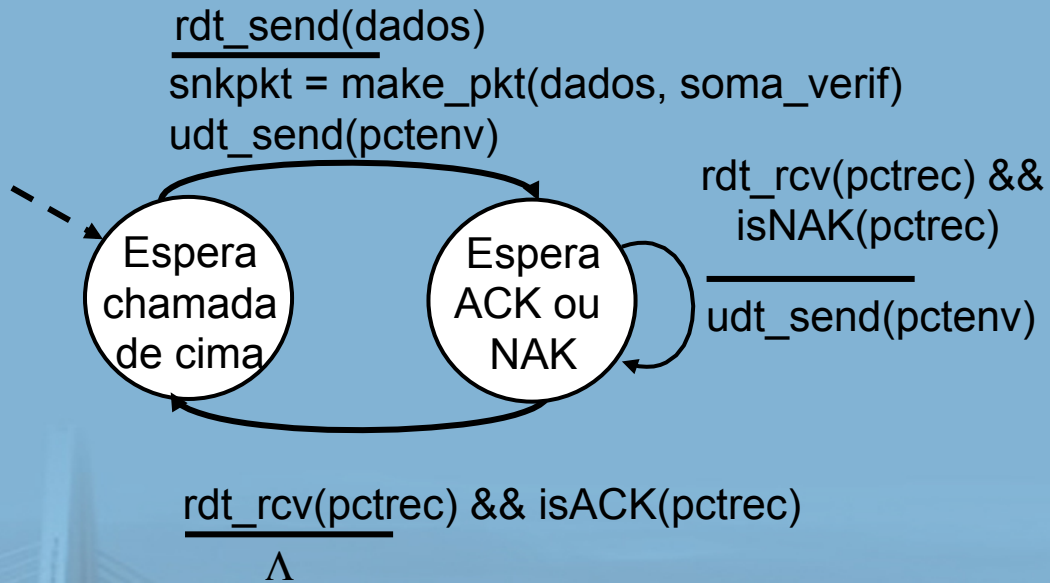 rdt_send(dados)
snkpkt = make_pkt(dados, soma_verif)
udt_send(pctenv)
rdt_rcv(pctrec) &&
isNAK(pctrec)
udt_send(pctenv)
Espera
chamada
de cima
Espera
ACK ou
NAK
rdt_rcv(pctrec) && isACK(pctrec)
Λ